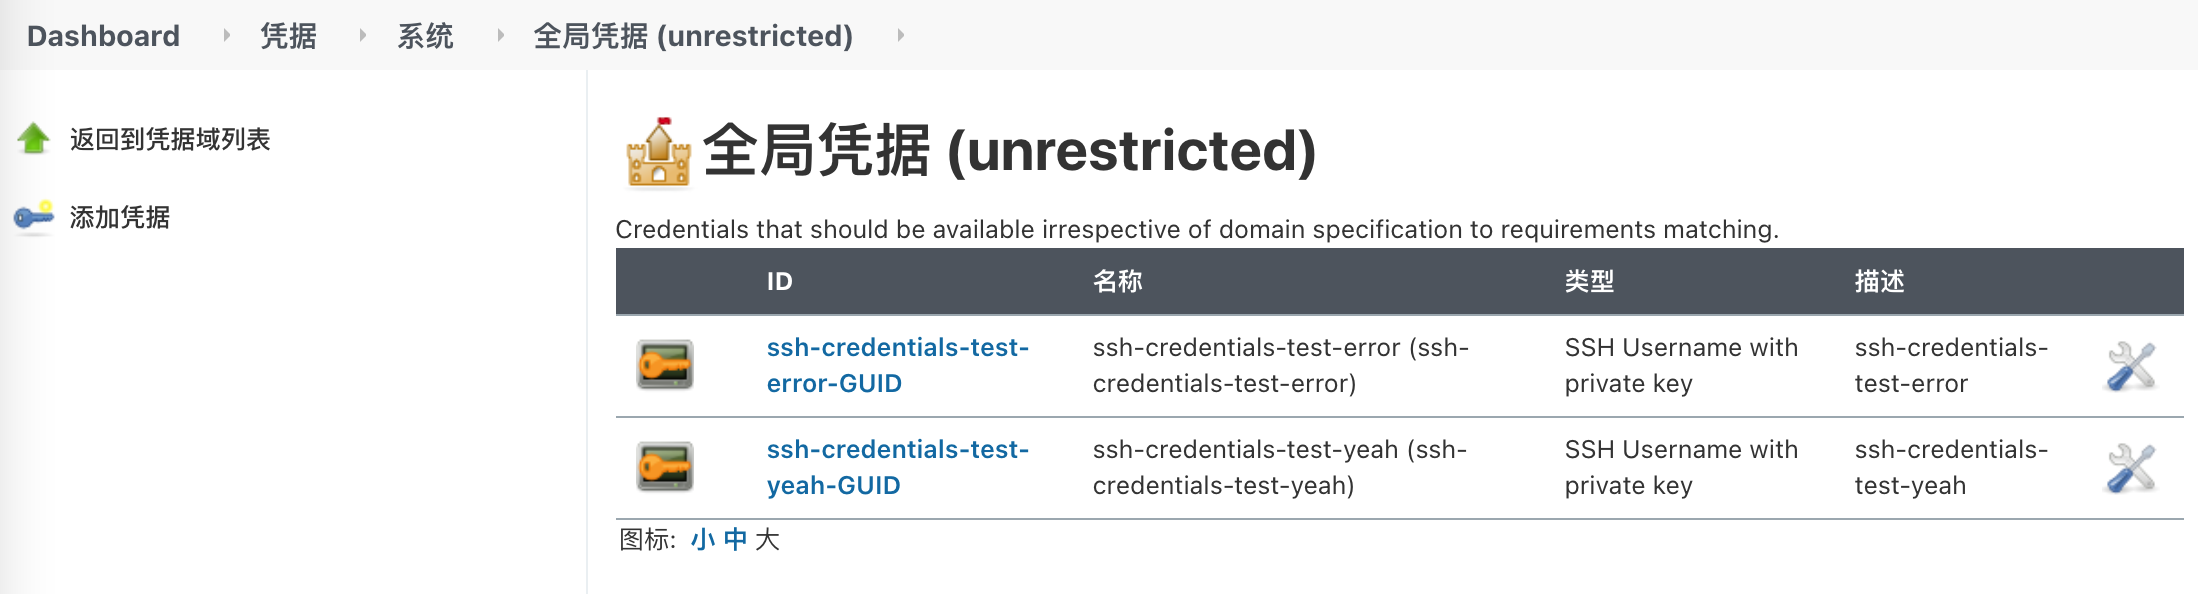 Dashboard 凭据 系统 全局凭据 (unrestricted)
返回到凭据域列表
添加凭据
全局凭据 (unrestricted)
Credentials that should be available irrespective of domain specification to requirements matching.
ID 名称 类型 描述
ssh-credentials-test- ssh-credentials-test-error (ssh- SSH Username with ssh-credentials-
error-GUID credentials-test-error) private key test-error
ssh-credentials-test- ssh-credentials-test-yeah (ssh- SSH Username with ssh-credentials-
yeah-GUID credentials-test-yeah) private key test-yeah
图标: 小 中 大